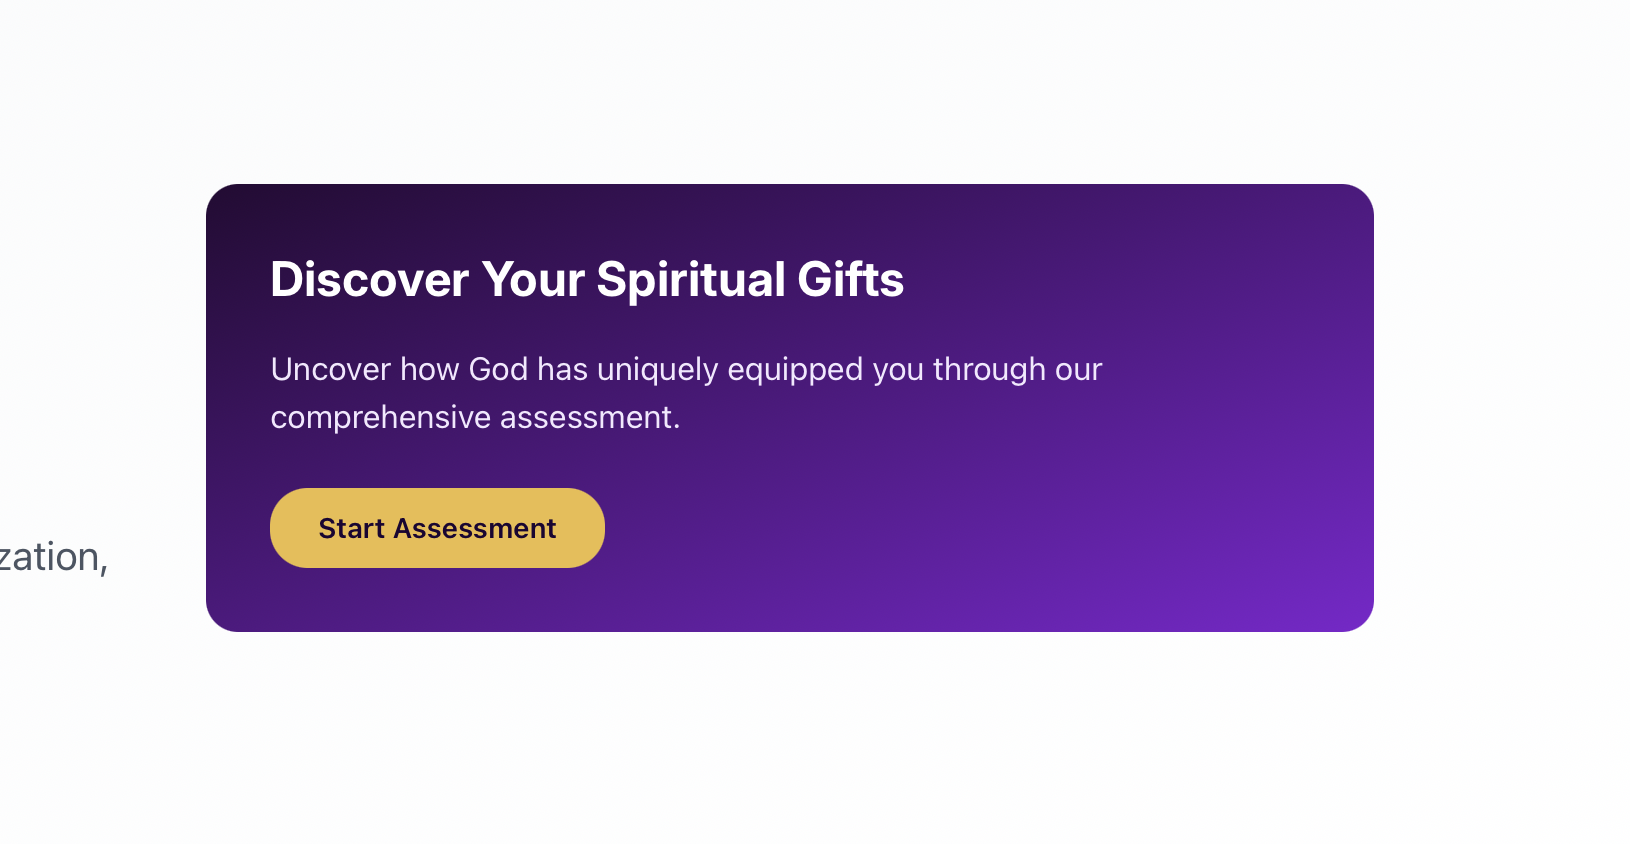 Discover Your Spiritual Gifts
Uncover how God has uniquely equipped you through our
comprehensive assessment.
Start Assessment
zation,